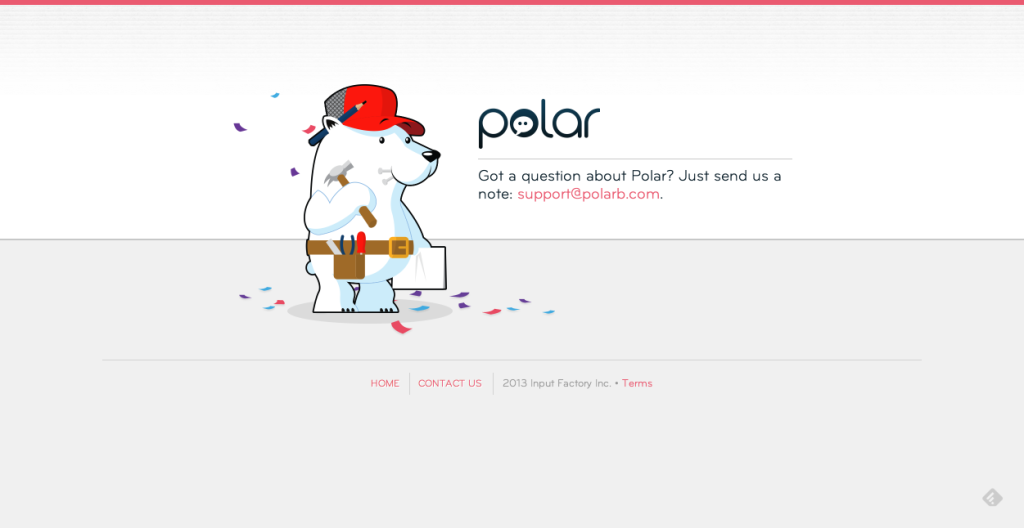 polar
Got a question about Polar? Just send us a
note: support@polarb.com.
HOME CONTACT US 2013 Input Factory Inc. • Terms